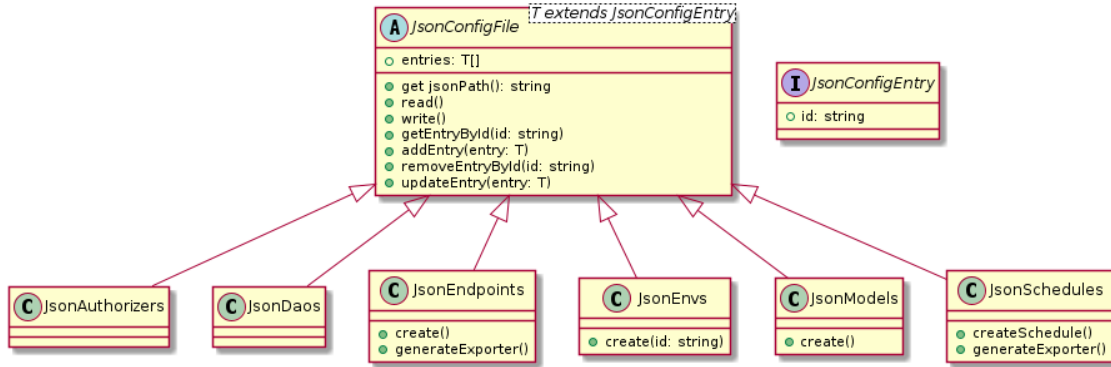 T extends JsonConfigEntry
A JsonConfigFile
entries: T[]
get jsonPath(): string
read()
write()
getEntryById(id: string)
addEntry(entry: T)
removeEntryById(id: string)
updateEntry(entry: T)
I JsonConfigEntry
id: string
C JsonAuthorizers
C JsonDaos
C JsonEndpoints
create()
generateExporter()
C JsonEnvs
create(id: string)
C JsonModels
create()
C JsonSchedules
createSchedule()
generateExporter()